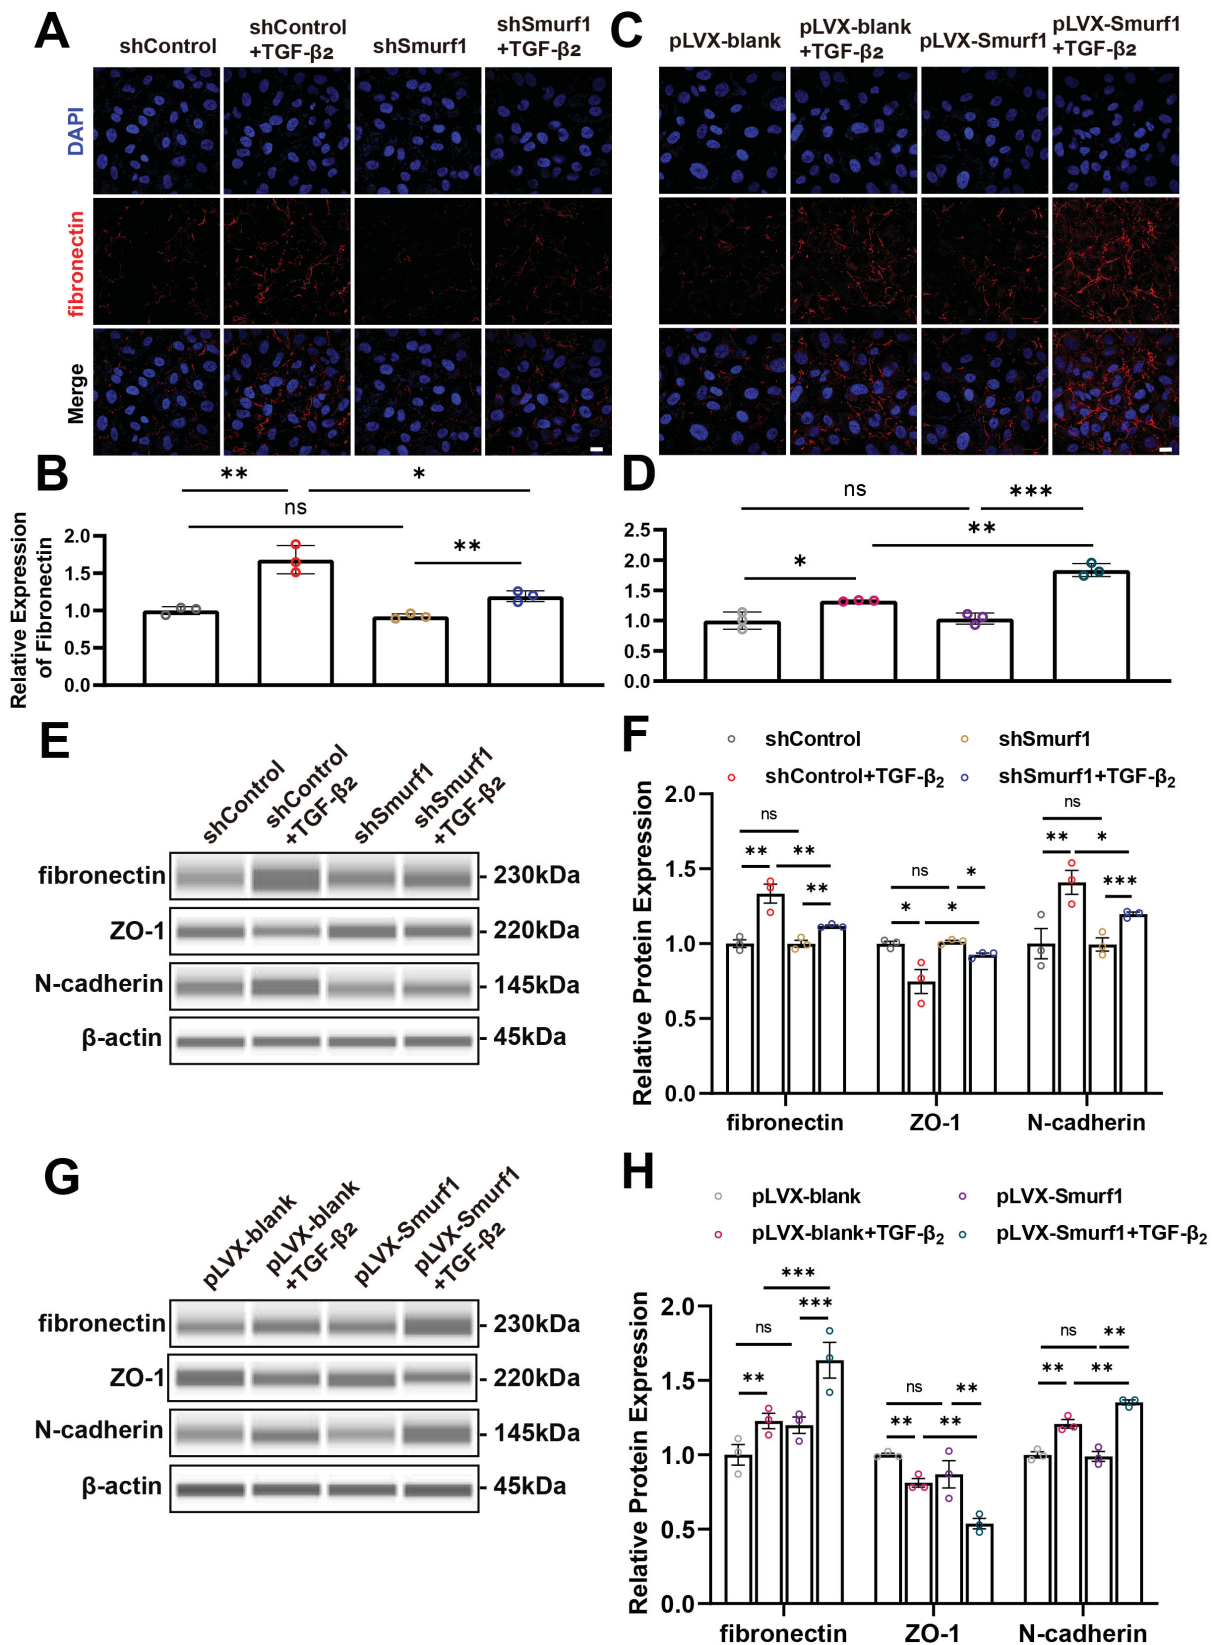 A
shControl
shControl
+TGF-β2
shSmurf1
shSmurf1
+TGF-β2
DAPI
fibronectin
Merge
C
pLVX-blank
pLVX-blank
+TGF-β2
pLVX-Smurf1
pLVX-Smurf1
+TGF-β2
B
Relative Expression
of Fibronectin
2.0
1.5
1.0
0.5
0.0
**
*
ns
**
D
2.5
2.0
1.5
1.0
0.5
0.0
ns
***
**
*
E
shControl
shControl
+TGF-β2
shSmurf1
shSmurf1
+TGF-β2
fibronectin
230kDa
ZO-1
220kDa
N-cadherin
145kDa
β-actin
45kDa
F
shControl
shSmurf1
shControl+TGF-β₂
shSmurf1+TGF-β₂
Relative Protein Expression
2.0
1.5
1.0
0.5
0.0
ns
**
**
**
ns
*
*
*
ns
**
*
***
fibronectin
ZO-1
N-cadherin
G
pLVX-blank
pLVX-blank
+TGF-β2
pLVX-Smurf1
pLVX-Smurf1
+TGF-β2
fibronectin
230kDa
ZO-1
220kDa
N-cadherin
145kDa
β-actin
45kDa
H
pLVX-blank
pLVX-Smurf1
pLVX-blank+TGF-β₂
pLVX-Smurf1+TGF-β₂
Relative Protein Expression
2.0
1.5
1.0
0.5
0.0
***
***
ns
**
ns
**
**
**
ns
**
**
**
fibronectin
ZO-1
N-cadherin